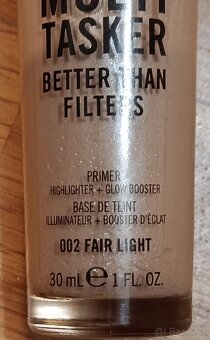 MULTI
TASKER
BETTER THAN
FILTERS
PRIMER
HIGHLIGHTER + GLOW BOOSTER
BASE DE TEINT
ILLUMINATEUR + BOOSTER D'ÉCLAT
002 FAIR LIGHT
30 mL ℮ 1 FL. OZ.